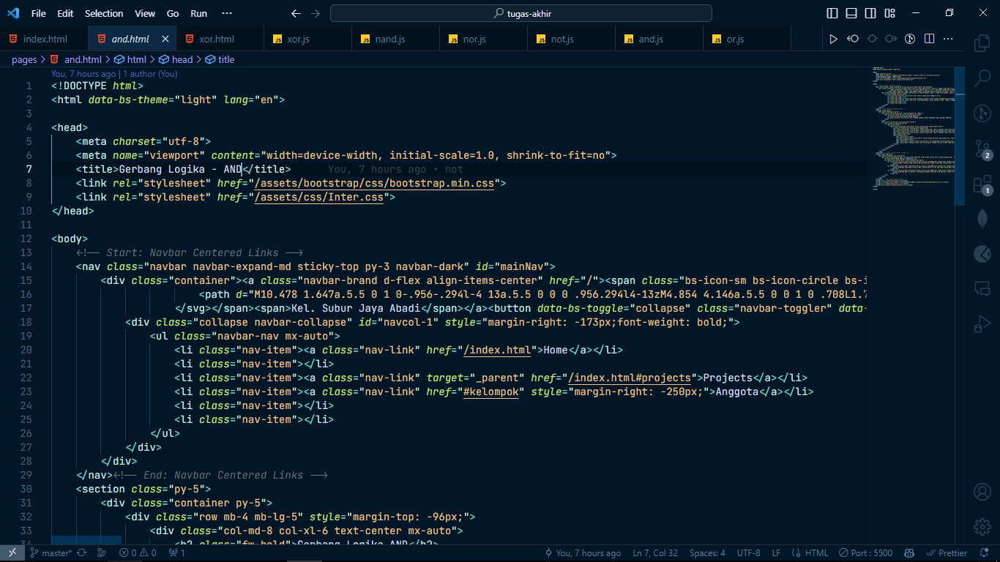 File Edit Selection View Go Run ··· tugas-akhir
index.html and.html xor.html JS xor.js JS nand.js JS nor.js JS not.js JS and.js JS or.js
pages > and.html > html > head > title
You, 7 hours ago | 1 author (You)
1 <!DOCTYPE html>
2 <html data-bs-theme="light" lang="en">
3
4 <head>
5 <meta charset="utf-8">
6 <meta name="viewport" content="width=device-width, initial-scale=1.0, shrink-to-fit=no">
7 <title>Gerbang Logika - AND</title> You, 7 hours ago • not
8 <link rel="stylesheet" href="/assets/bootstrap/css/bootstrap.min.css">
9 <link rel="stylesheet" href="/assets/css/Inter.css">
10 </head>
11
12 <body>
13 <!-- Start: Navbar Centered Links -->
14 <nav class="navbar navbar-expand-md sticky-top py-3 navbar-dark" id="mainNav">
15 <div class="container"><a class="navbar-brand d-flex align-items-center" href="/"><span class="bs-icon-sm bs-icon-circle bs-i
16 <path d="M10.478 1.647a.5.5 0 1 0-.956-.294l-4 13a.5.5 0 0 0 .956.294l4-13zM4.854 4.146a.5.5 0 0 1 0 .708L1.7
17 </svg></span><span>Kel. Subur Jaya Abadi</span></a><button data-bs-toggle="collapse" class="navbar-toggler" data-
18 <div class="collapse navbar-collapse" id="navcol-1" style="margin-right: -173px;font-weight: bold;">
19 <ul class="navbar-nav mx-auto">
20 <li class="nav-item"><a class="nav-link" href="/index.html">Home</a></li>
21 <li class="nav-item"></li>
22 <li class="nav-item"><a class="nav-link" target="_parent" href="/index.html#projects">Projects</a></li>
23 <li class="nav-item"><a class="nav-link" href="#kelompok" style="margin-right: -250px;">Anggota</a></li>
24 <li class="nav-item"></li>
25 <li class="nav-item"></li>
26 </ul>
27 </div>
28 </div>
29 </nav><!-- End: Navbar Centered Links -->
30 <section class="py-5">
31 <div class="container py-5">
32 <div class="row mb-4 mb-lg-5" style="margin-top: -96px;">
33 <div class="col-md-8 col-xl-6 text-center mx-auto">
34 <h2 class="fw-bold">Gerbang Logika AND</h2>
2
1
master* 0 0 1 You, 7 hours ago Ln 7, Col 32 Spaces: 4 UTF-8 LF HTML Port : 5500 Prettier